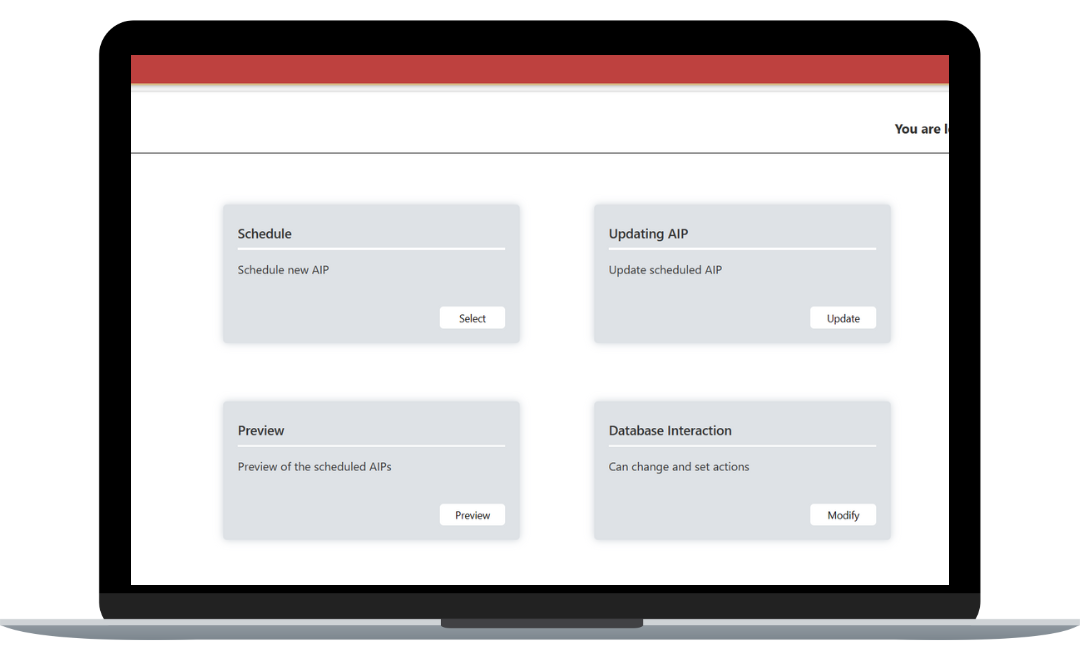 You are
Schedule
Updating AIP
Schedule new AIP
Update scheduled AIP
Select
Update
Preview
Database Interaction
Preview of the scheduled AIPs
Can change and set actions
Preview
Modify